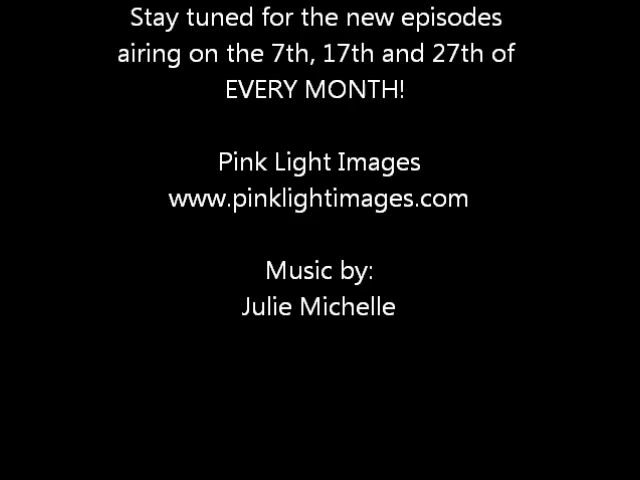 Stay tuned for the new episodes
airing on the 7th, 17th and 27th of
EVERY MONTH!
Pink Light Images
www.pinklightimages.com
Music by:
Julie Michelle